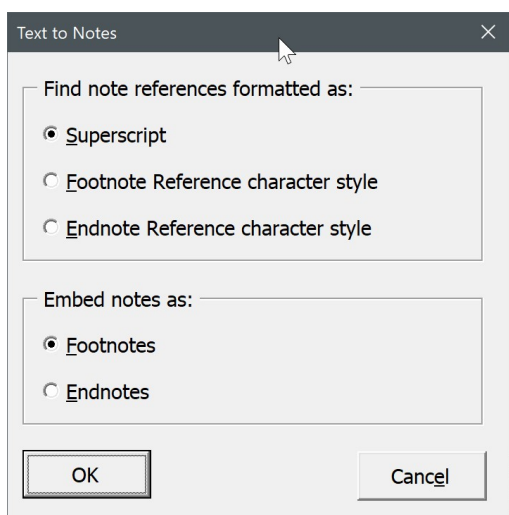 Text to Notes
Find note references formatted as:
Superscript
Footnote Reference character style
Endnote Reference character style
Embed notes as:
Footnotes
Endnotes
OK
Cancel